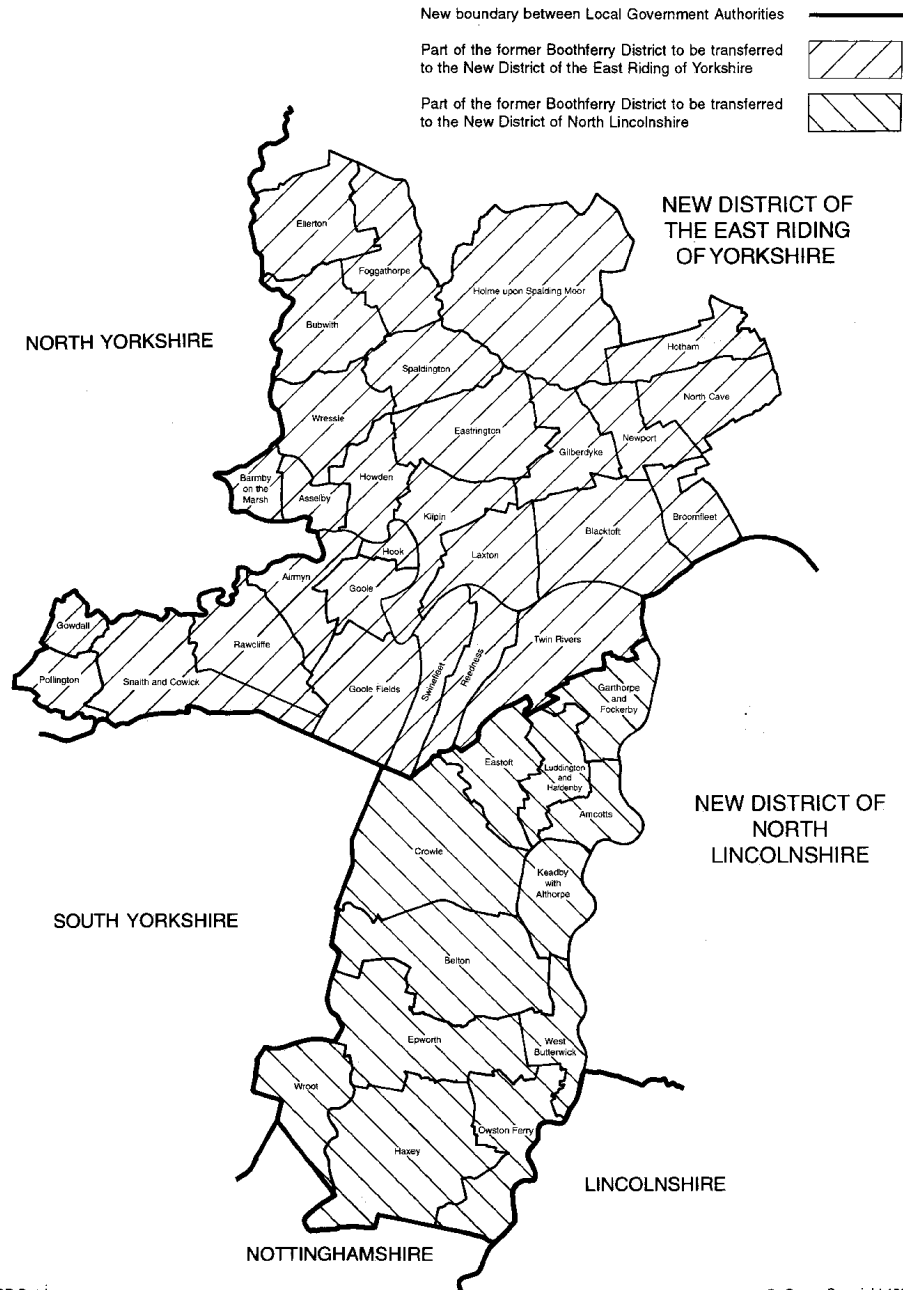 New boundary between Local Government Authorities
Part of the former Boothferry District to be transferred
to the New District of the East Riding of Yorkshire
Part of the former Boothferry District to be transferred
to the New District of North Lincolnshire
NEW DISTRICT OF
THE EAST RIDING
OF YORKSHIRE
Ellerton
Foggathorpe
Holme upon Spalding Moor
Bubwith
NORTH YORKSHIRE
Hotham
Spaldington
North Cave
Wressle
Eastrington
Newport
Gilberdyke
Barmby
on the
Marsh
Howden
Asselby
Kilpin
Broomfleet
Blacktoft
Hook
Laxton
Airmyn
Goole
Gowdall
Twin Rivers
Rawcliffe
Reedness
Swinefleet
Pollington
Snaith and Cowick
Goole Fields
Garthorpe
and
Fockerby
Eastoft
Luddington
and
Haldenby
NEW DISTRICT OF
NORTH
LINCOLNSHIRE
Amcotts
Crowle
Keadby
with
Althorpe
SOUTH YORKSHIRE
Belton
Epworth
West
Butterwick
Wroot
Owston Ferry
Haxey
LINCOLNSHIRE
NOTTINGHAMSHIRE